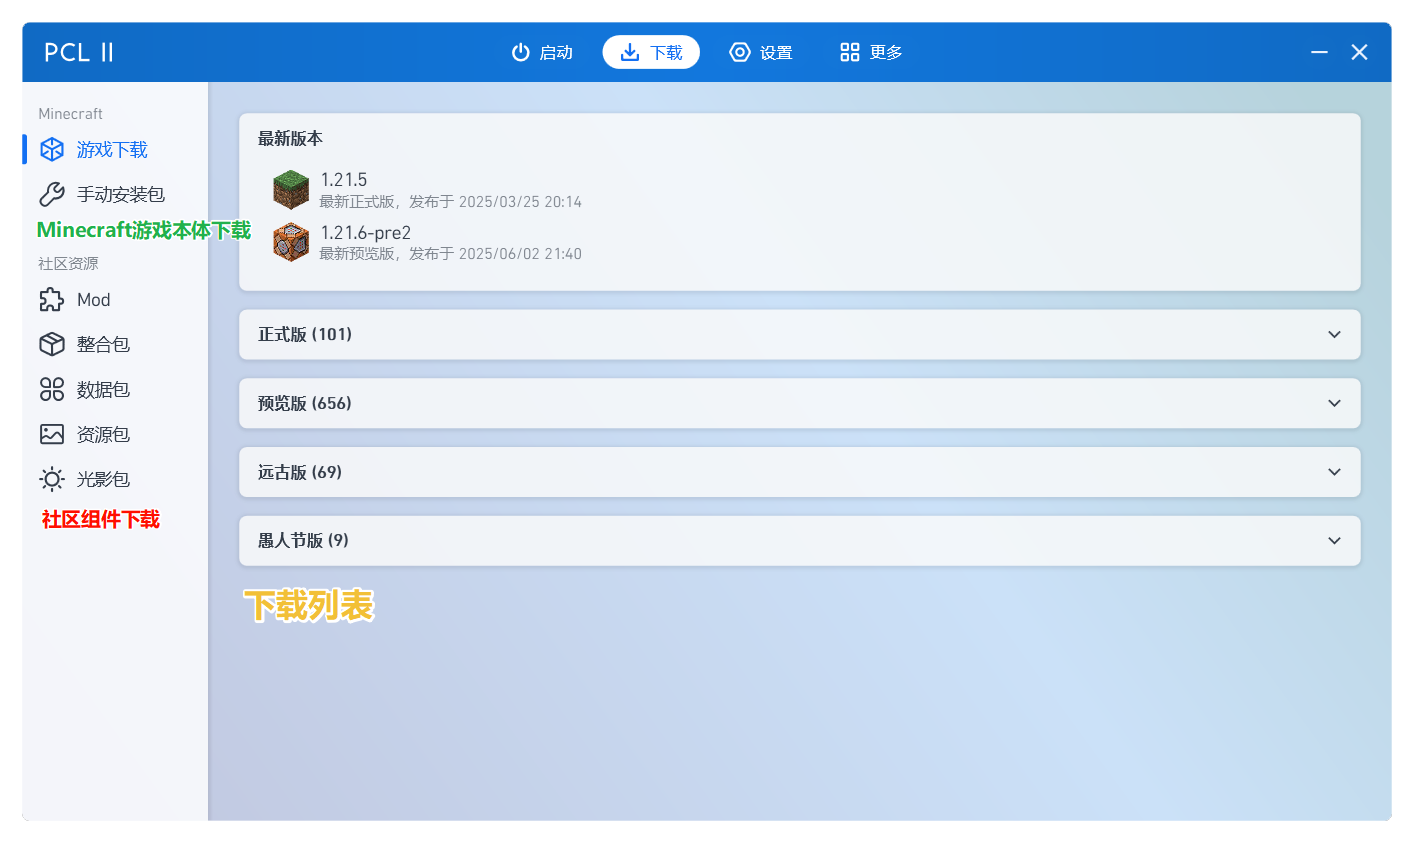 PCL II
启动
下载
设置
更多
Minecraft
游戏下载
手动安装包
Minecraft游戏本体下载
社区资源
Mod
整合包
数据包
资源包
光影包
社区组件下载
最新版本
1.21.5
最新正式版，发布于 2025/03/25 20:14
1.21.6-pre2
最新预览版，发布于 2025/06/02 21:40
正式版 (101)
预览版 (656)
远古版 (69)
愚人节版 (9)
下载列表